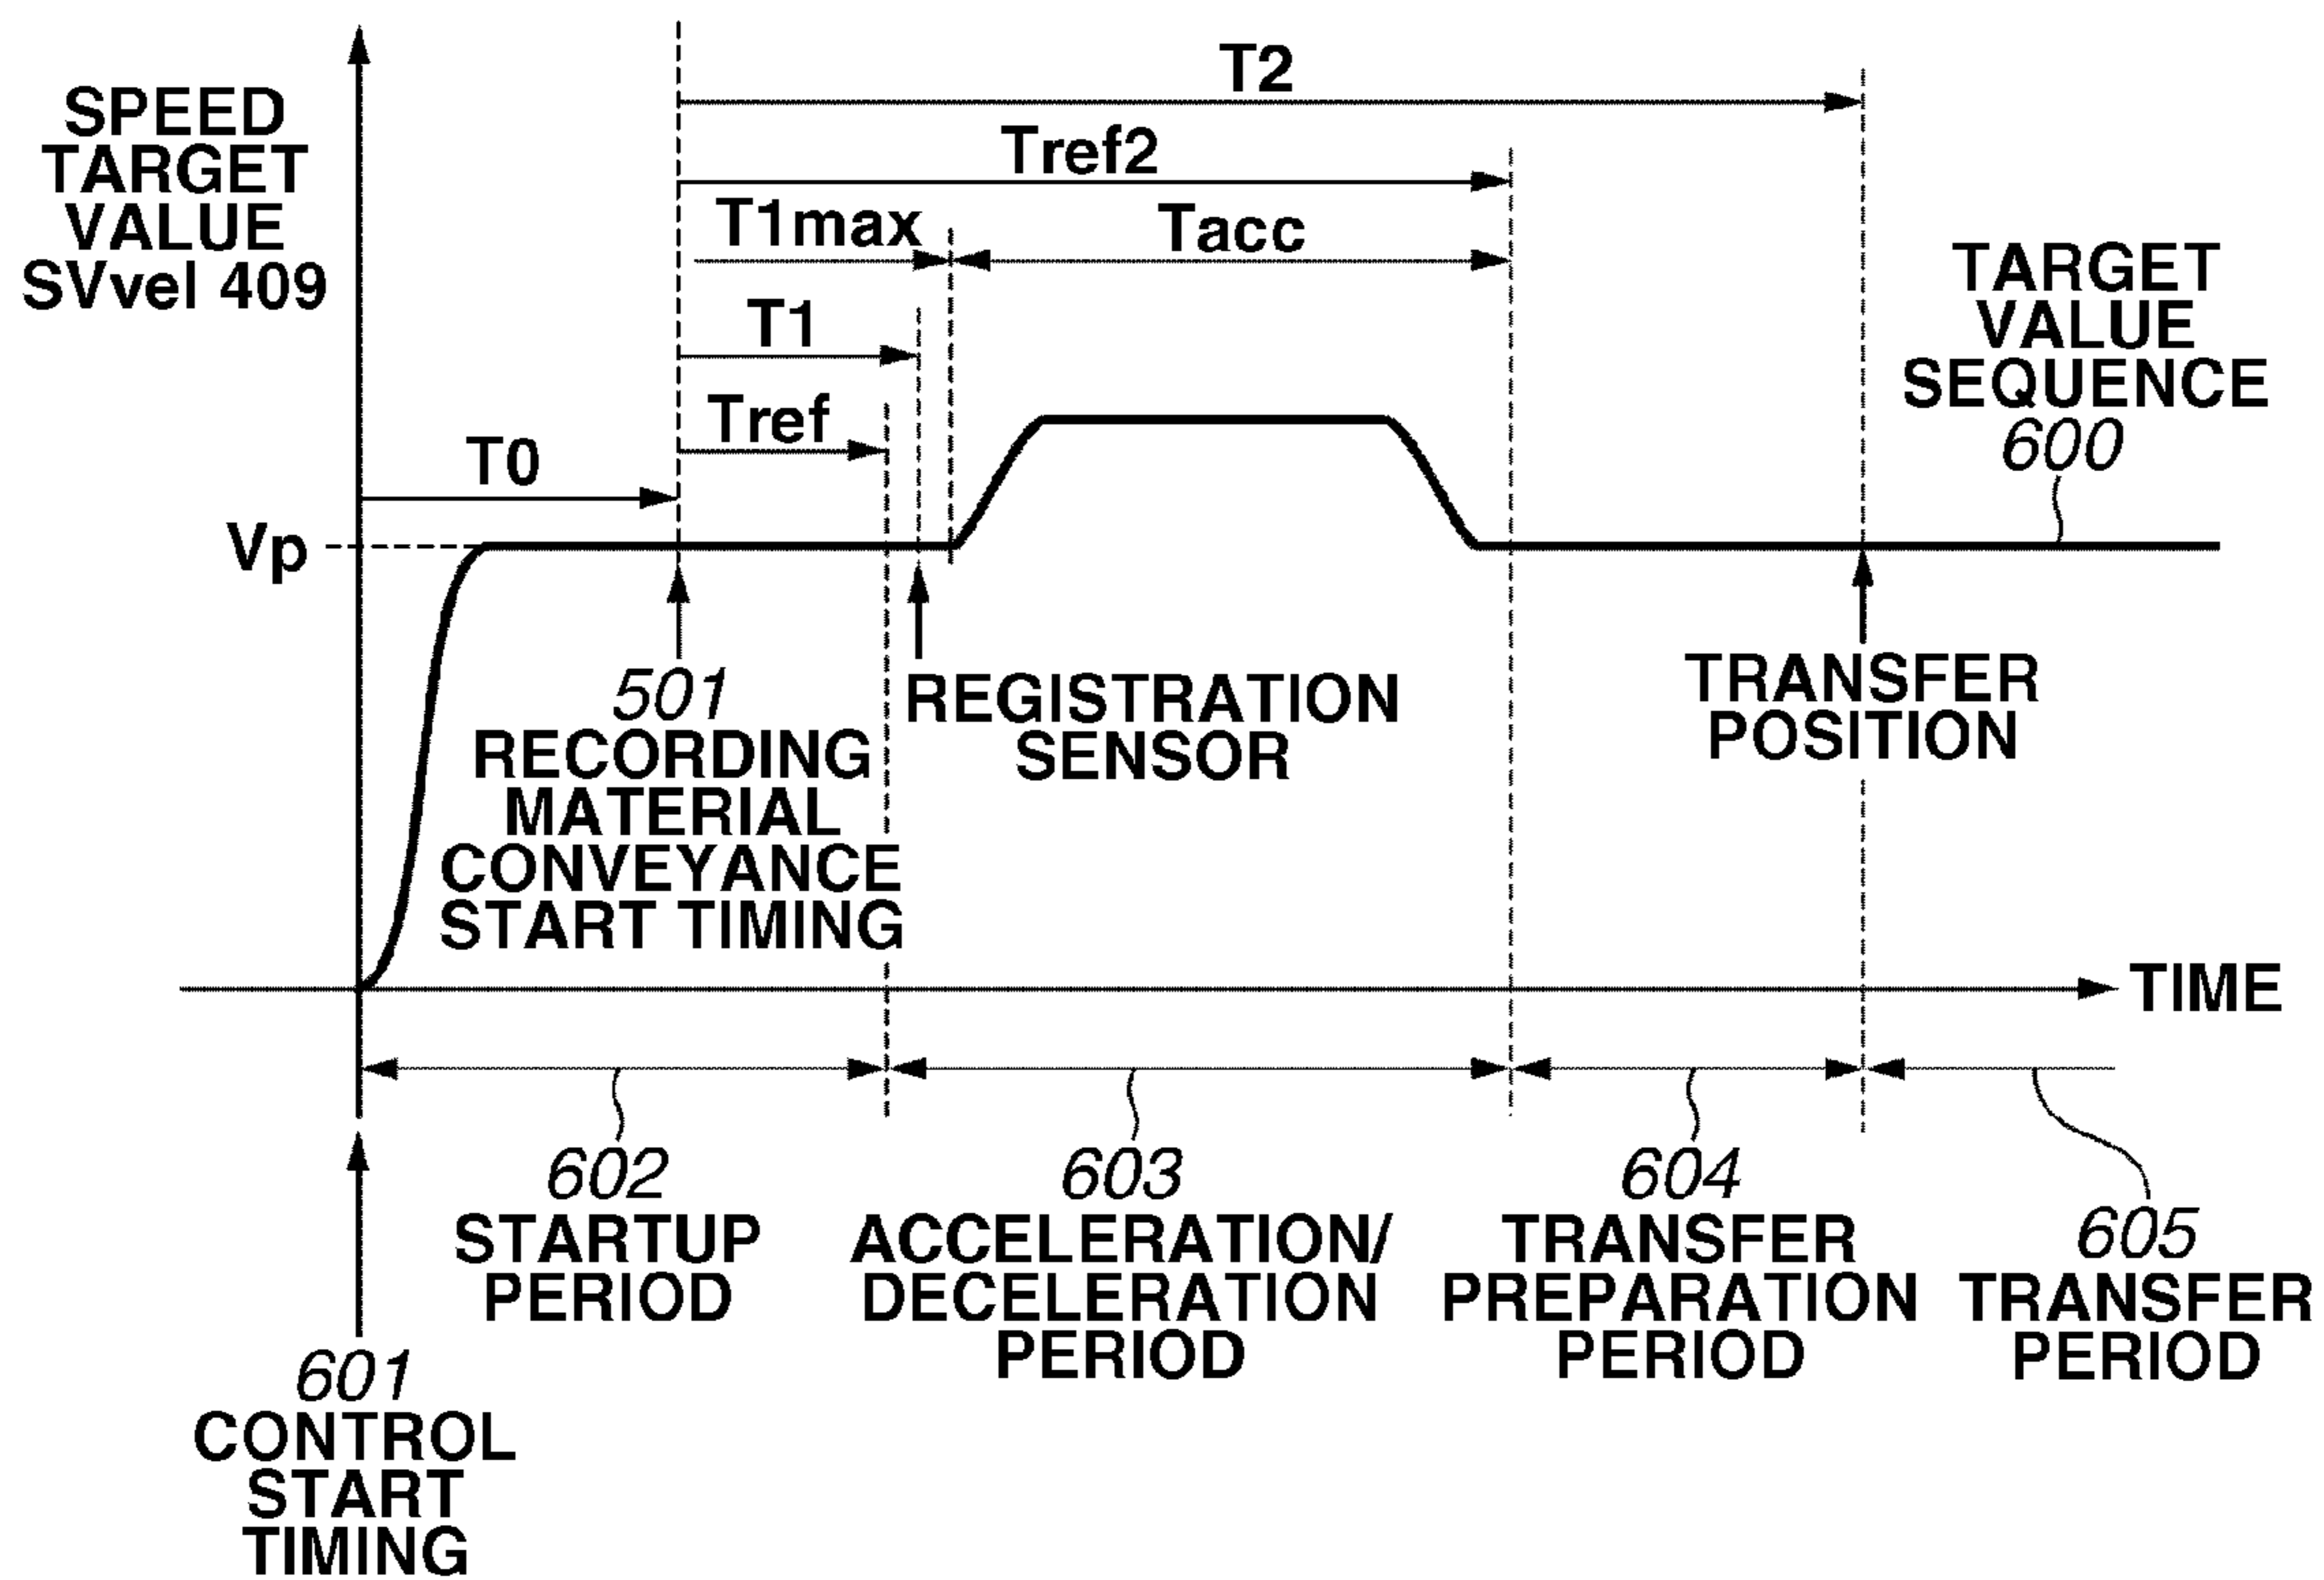 SPEED
TARGET
VALUE
SVvel 409
T2
Tref2
T1max
Tacc
T1
Tref
T0
Vp
TARGET
VALUE
SEQUENCE
600
501
RECORDING
MATERIAL
CONVEYANCE
START TIMING
REGISTRATION
SENSOR
TRANSFER
POSITION
TIME
602
STARTUP
PERIOD
603
ACCELERATION/
DECELERATION
PERIOD
604
TRANSFER
PREPARATION
PERIOD
605
TRANSFER
PERIOD
601
CONTROL
START
TIMING